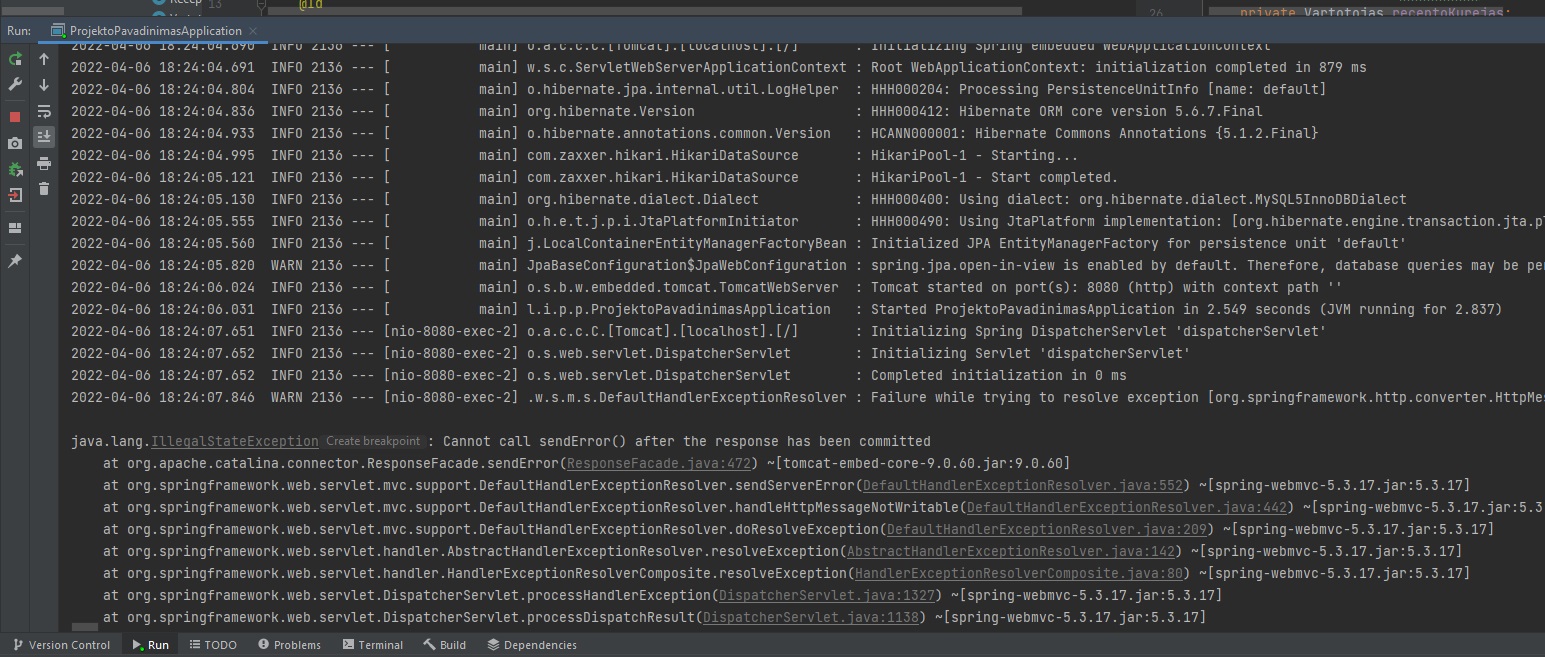 13
@Id
26
private Vartotojas receptoKurejas;
Run:
ProjektoPavadinimasApplication
2022-04-06 18:24:04.690  INFO 2136 --- [           main] o.a.c.c.C.[Tomcat].[localhost].[/]       : Initializing Spring embedded WebApplicationContext
2022-04-06 18:24:04.691  INFO 2136 --- [           main] w.s.c.ServletWebServerApplicationContext : Root WebApplicationContext: initialization completed in 879 ms
2022-04-06 18:24:04.804  INFO 2136 --- [           main] o.hibernate.jpa.internal.util.LogHelper  : HHH000204: Processing PersistenceUnitInfo [name: default]
2022-04-06 18:24:04.836  INFO 2136 --- [           main] org.hibernate.Version                    : HHH000412: Hibernate ORM core version 5.6.7.Final
2022-04-06 18:24:04.933  INFO 2136 --- [           main] o.hibernate.annotations.common.Version   : HCANN000001: Hibernate Commons Annotations {5.1.2.Final}
2022-04-06 18:24:04.995  INFO 2136 --- [           main] com.zaxxer.hikari.HikariDataSource       : HikariPool-1 - Starting...
2022-04-06 18:24:05.121  INFO 2136 --- [           main] com.zaxxer.hikari.HikariDataSource       : HikariPool-1 - Start completed.
2022-04-06 18:24:05.130  INFO 2136 --- [           main] org.hibernate.dialect.Dialect            : HHH000400: Using dialect: org.hibernate.dialect.MySQL5InnoDBDialect
2022-04-06 18:24:05.555  INFO 2136 --- [           main] o.h.e.t.j.p.i.JtaPlatformInitiator       : HHH000490: Using JtaPlatform implementation: [org.hibernate.engine.transaction.jta.pl
2022-04-06 18:24:05.560  INFO 2136 --- [           main] j.LocalContainerEntityManagerFactoryBean : Initialized JPA EntityManagerFactory for persistence unit 'default'
2022-04-06 18:24:05.820  WARN 2136 --- [           main] JpaBaseConfiguration$JpaWebConfiguration : spring.jpa.open-in-view is enabled by default. Therefore, database queries may be per
2022-04-06 18:24:06.024  INFO 2136 --- [           main] o.s.b.w.embedded.tomcat.TomcatWebServer  : Tomcat started on port(s): 8080 (http) with context path ''
2022-04-06 18:24:06.031  INFO 2136 --- [           main] l.i.p.p.ProjektoPavadinimasApplication   : Started ProjektoPavadinimasApplication in 2.549 seconds (JVM running for 2.837)
2022-04-06 18:24:07.651  INFO 2136 --- [nio-8080-exec-2] o.a.c.c.C.[Tomcat].[localhost].[/]       : Initializing Spring DispatcherServlet 'dispatcherServlet'
2022-04-06 18:24:07.652  INFO 2136 --- [nio-8080-exec-2] o.s.web.servlet.DispatcherServlet        : Initializing Servlet 'dispatcherServlet'
2022-04-06 18:24:07.652  INFO 2136 --- [nio-8080-exec-2] o.s.web.servlet.DispatcherServlet        : Completed initialization in 0 ms
2022-04-06 18:24:07.846  WARN 2136 --- [nio-8080-exec-2] .w.s.m.s.DefaultHandlerExceptionResolver : Failure while trying to resolve exception [org.springframework.http.converter.HttpMes
java.lang.IllegalStateException Create breakpoint : Cannot call sendError() after the response has been committed
at org.apache.catalina.connector.ResponseFacade.sendError(ResponseFacade.java:472) ~[tomcat-embed-core-9.0.60.jar:9.0.60]
at org.springframework.web.servlet.mvc.support.DefaultHandlerExceptionResolver.sendServerError(DefaultHandlerExceptionResolver.java:552) ~[spring-webmvc-5.3.17.jar:5.3.17]
at org.springframework.web.servlet.mvc.support.DefaultHandlerExceptionResolver.handleHttpMessageNotWritable(DefaultHandlerExceptionResolver.java:442) ~[spring-webmvc-5.3.17.jar:5.3
at org.springframework.web.servlet.mvc.support.DefaultHandlerExceptionResolver.doResolveException(DefaultHandlerExceptionResolver.java:209) ~[spring-webmvc-5.3.17.jar:5.3.17]
at org.springframework.web.servlet.handler.AbstractHandlerExceptionResolver.resolveException(AbstractHandlerExceptionResolver.java:142) ~[spring-webmvc-5.3.17.jar:5.3.17]
at org.springframework.web.servlet.handler.HandlerExceptionResolverComposite.resolveException(HandlerExceptionResolverComposite.java:80) ~[spring-webmvc-5.3.17.jar:5.3.17]
at org.springframework.web.servlet.DispatcherServlet.processHandlerException(DispatcherServlet.java:1327) ~[spring-webmvc-5.3.17.jar:5.3.17]
at org.springframework.web.servlet.DispatcherServlet.processDispatchResult(DispatcherServlet.java:1138) ~[spring-webmvc-5.3.17.jar:5.3.17]
Version Control
Run
TODO
Problems
Terminal
Build
Dependencies